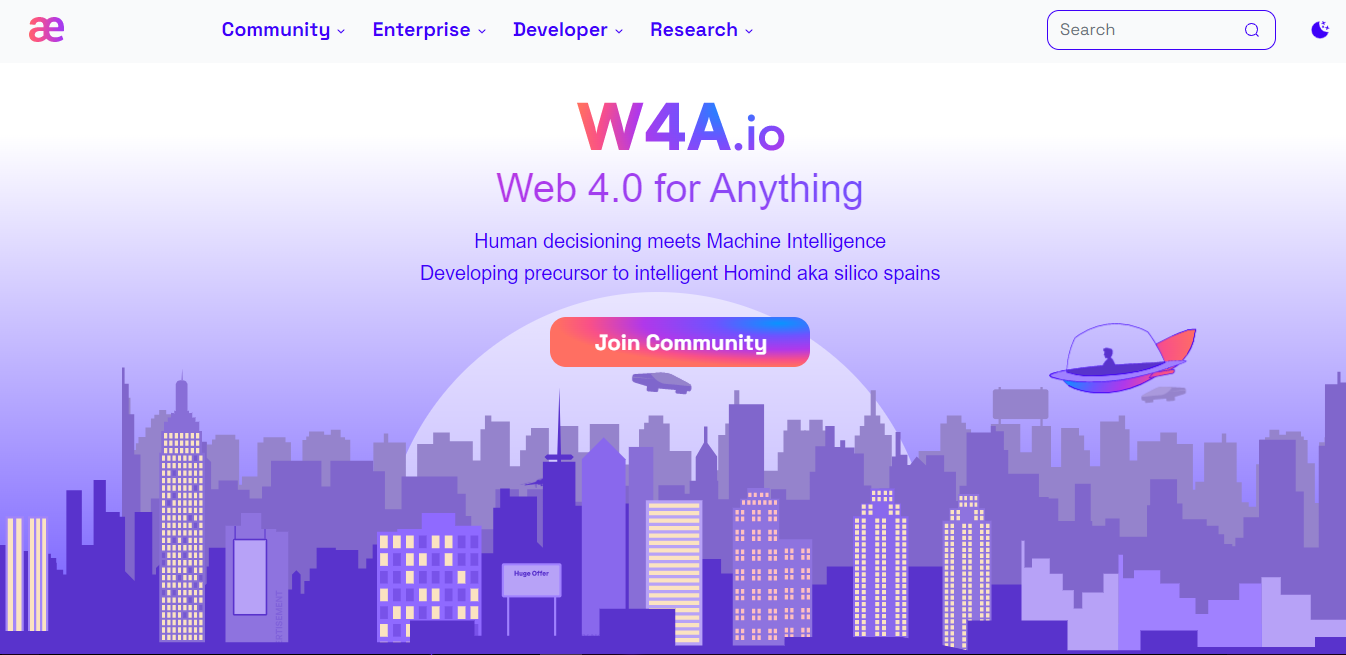 æ
Community
Enterprise
Developer
Research
Search
W4A.io
Web 4.0 for Anything
Human decisioning meets Machine Intelligence
Developing precursor to intelligent Homind aka silico spains
Join Community
Huge Offer